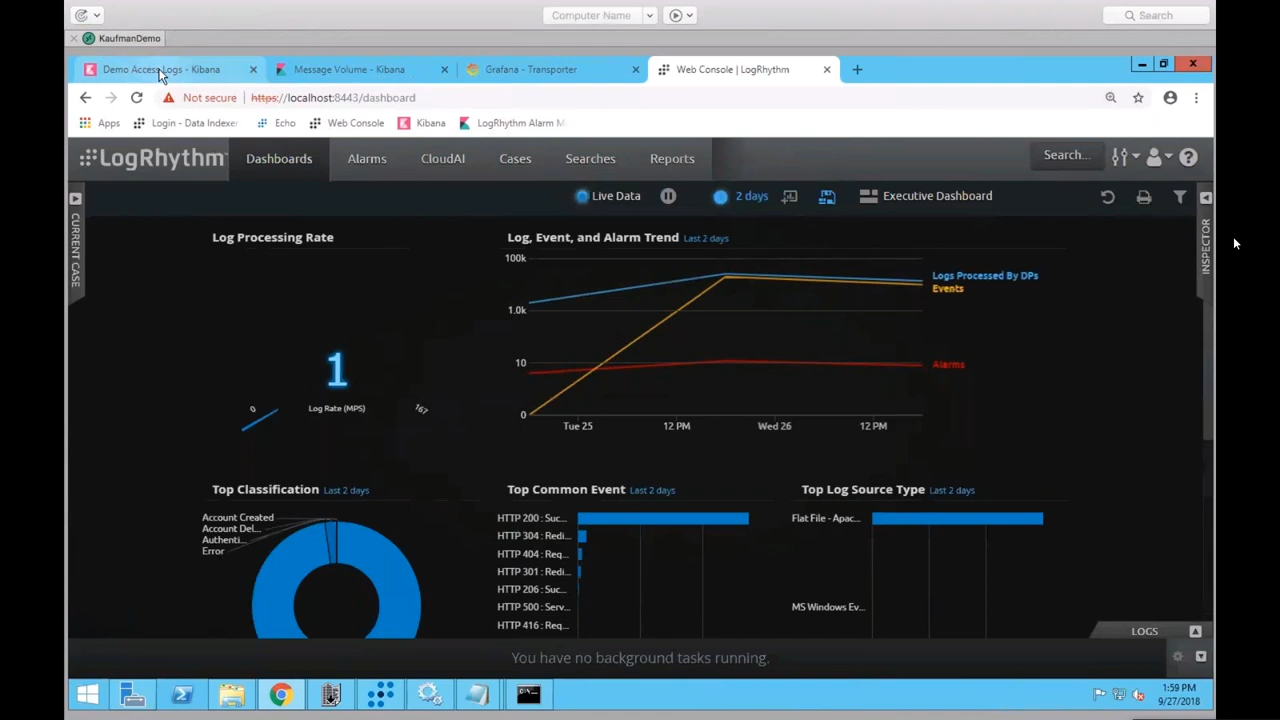 Computer Name
Search
KaufmanDemo
Demo Access Logs - Kibana
Message Volume - Kibana
Grafana - Transporter
Web Console | LogRhythm
Not secure
https://localhost:8443/dashboard
Apps
Login - Data Indexer
Echo
Web Console
Kibana
LogRhythm Alarm M
LogRhythm
Dashboards
Alarms
CloudAI
Cases
Searches
Reports
Search...
Live Data
2 days
Executive Dashboard
CURRENT CASE
INSPECTOR
Log Processing Rate
1
0
Log Rate (MPS)
167
Log, Event, and Alarm Trend Last 2 days
100k
1.0k
10
0
Logs Processed By DPs
Events
Alarms
Tue 25
12 PM
Wed 26
12 PM
Top Classification Last 2 days
Account Created
Account Del...
Authenti...
Error
Top Common Event Last 2 days
HTTP 200 : Suc...
HTTP 304 : Redi...
HTTP 404 : Req...
HTTP 301 : Redi...
HTTP 206 : Suc...
HTTP 500 : Serv...
HTTP 416 : Req...
Top Log Source Type Last 2 days
Flat File - Apac...
MS Windows Ev...
LOGS
You have no background tasks running.
1:59 PM
9/27/2018